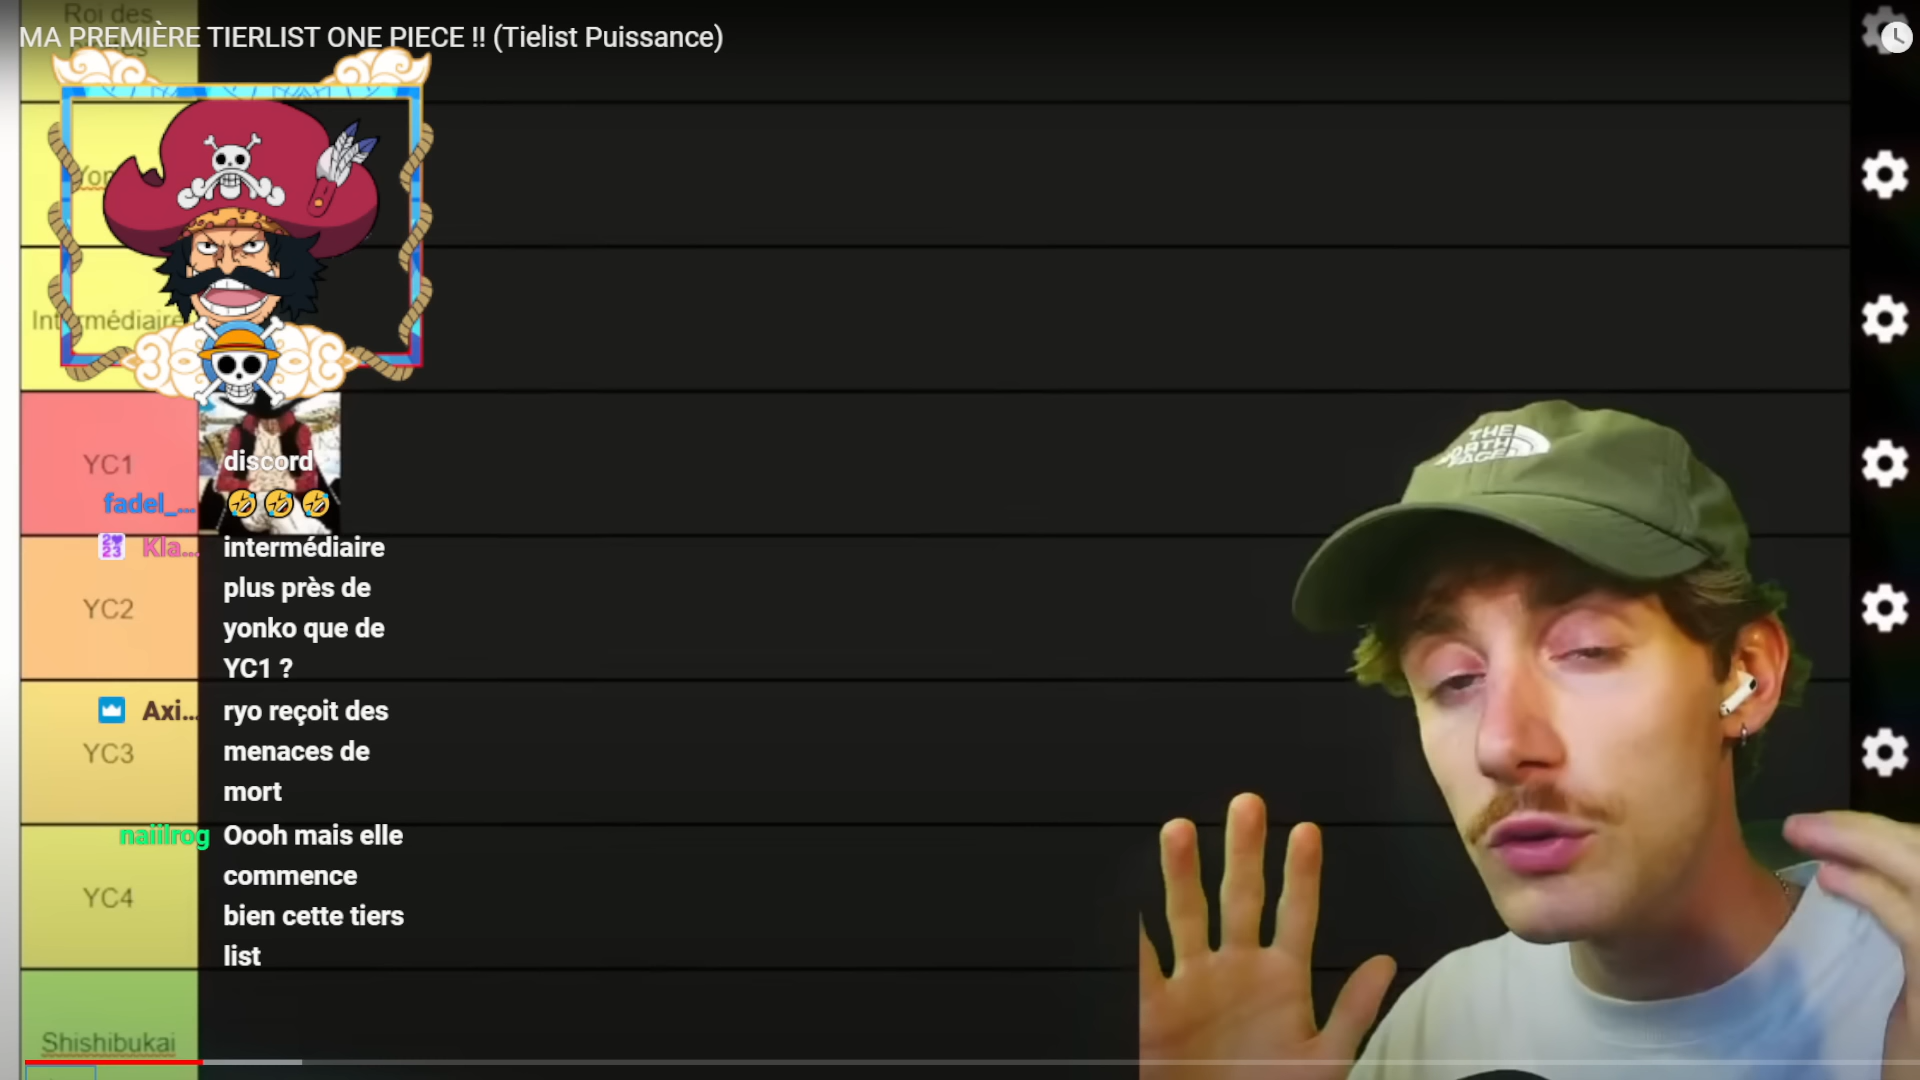 Roi des
MA PREMIÈRE TIERLIST ONE PIECE !! (Tielist Puissance)
Yon
Intermédiaire
YC1
discord
fadel_... 🤣🤣🤣
Kla... intermédiaire
plus près de
yonko que de
YC1 ?
YC2
Axi... ryo reçoit des
menaces de
mort
YC3
naiilrog Oooh mais elle
commence
bien cette tiers
list
YC4
Shishibukai
THE
NORTH
FACE